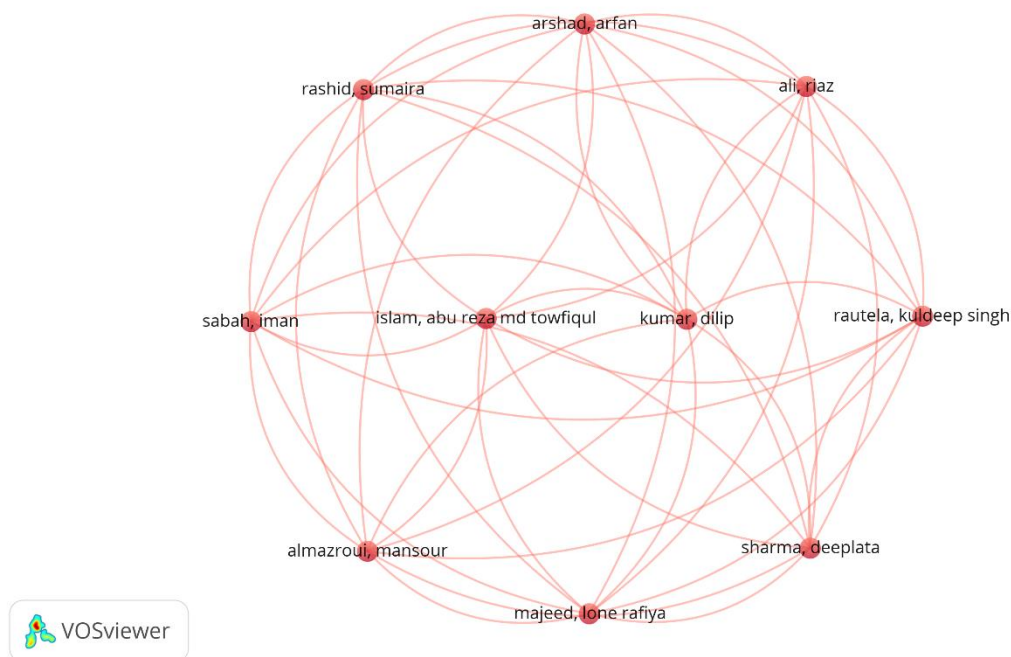 arshad, arfan
ali, riaz
rashid, sumaira
sabah, iman
islam, abu reza md towfiqul
kumar, dilip
rautela, kuldeep singh
almazroui, mansour
sharma, deeplata
majeed, lone rafiya
VOSviewer